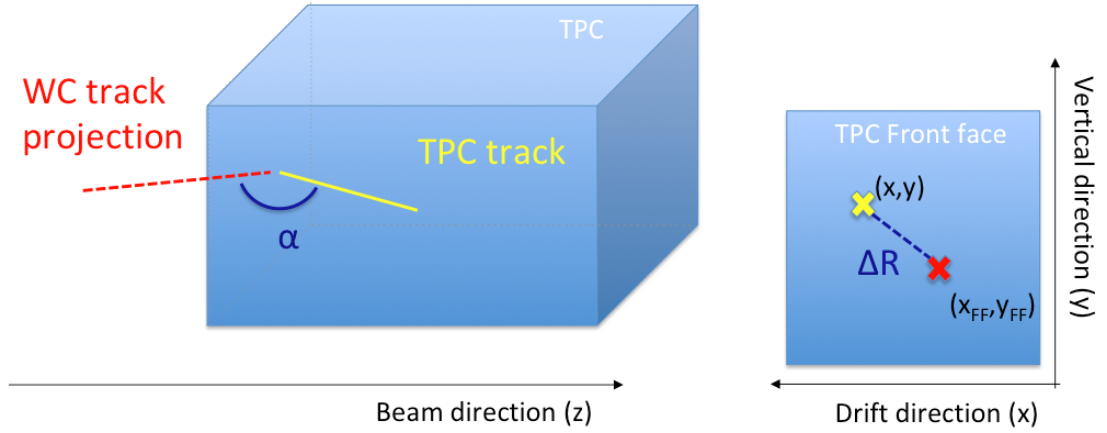 TPC
WC track
projection
TPC track
α
Beam direction (z)
TPC Front face
(x,y)
ΔR
(x_FF,y_FF)
Drift direction (x)
Vertical direction (y)